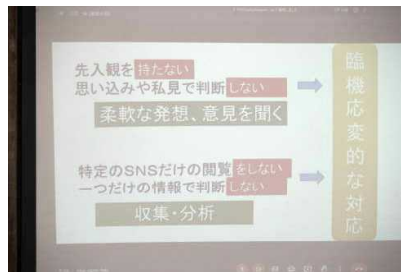 先入観を持たない
思い込みや私見で判断しない
柔軟な発想、意見を聞く
特定のSNSだけの閲覧をしない
一つだけの情報で判断しない
収集・分析
臨機応変的な対応